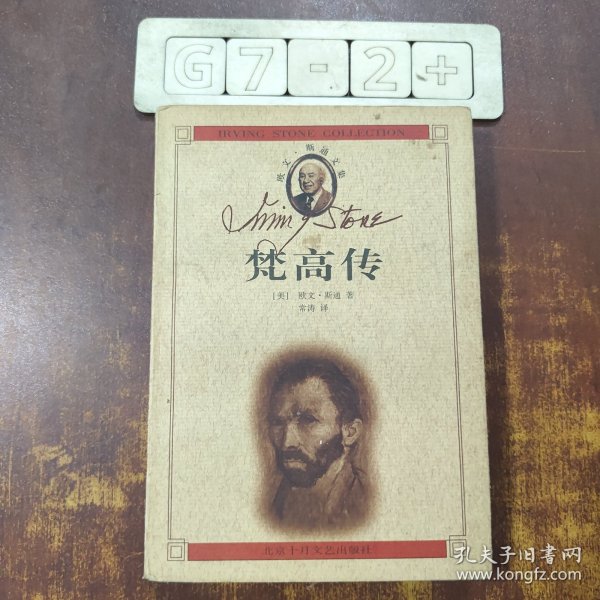 G7-2+
IRVING STONE COLLECTION
欧文·斯通文集
Irving Stone
梵高传
[美] 欧文·斯通 著
常涛 译
北京十月文艺出版社
孔夫子旧书网
www.kongfz.com